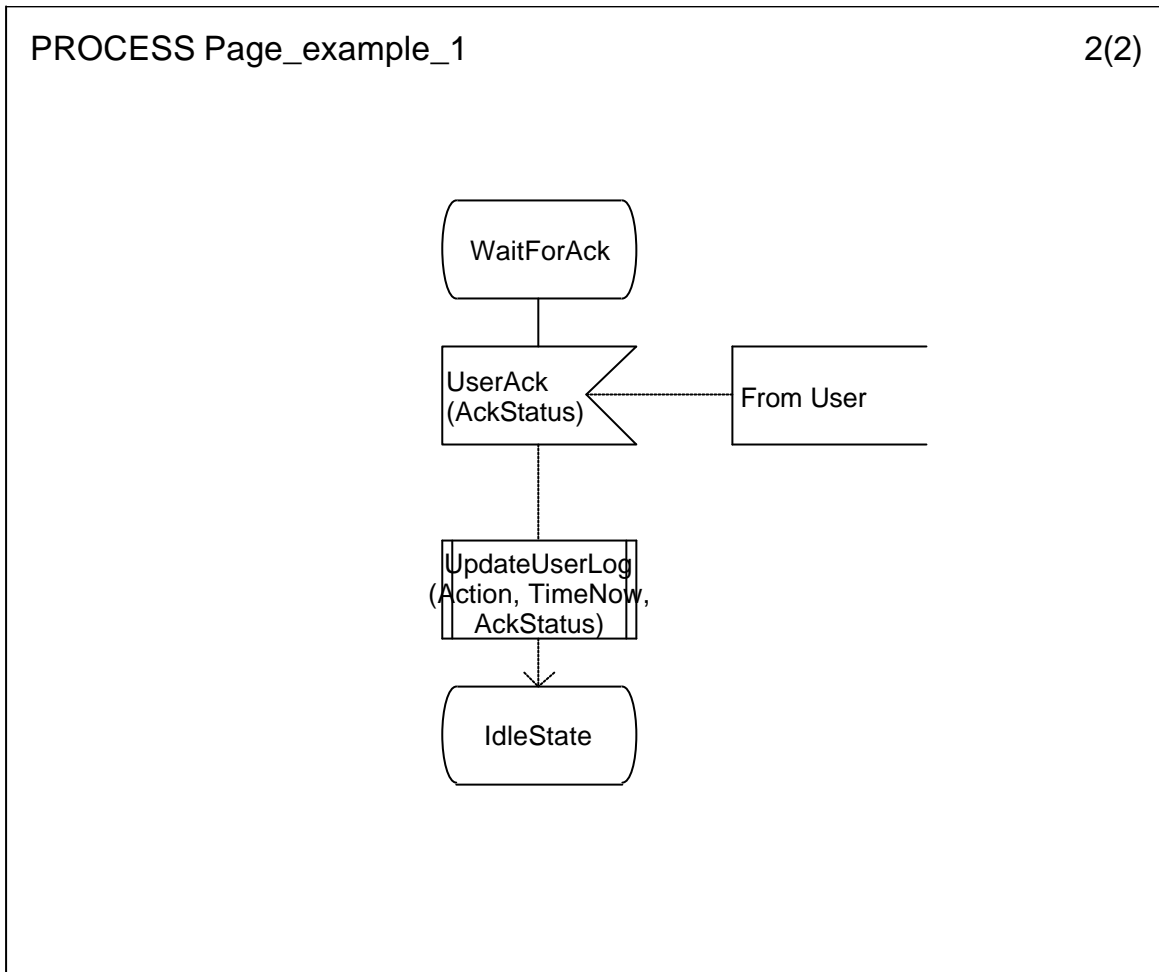 PROCESS Page_example_1
2(2)
WaitForAck
UserAck
(AckStatus)
From User
UpdateUserLog
(Action, TimeNow,
AckStatus)
IdleState